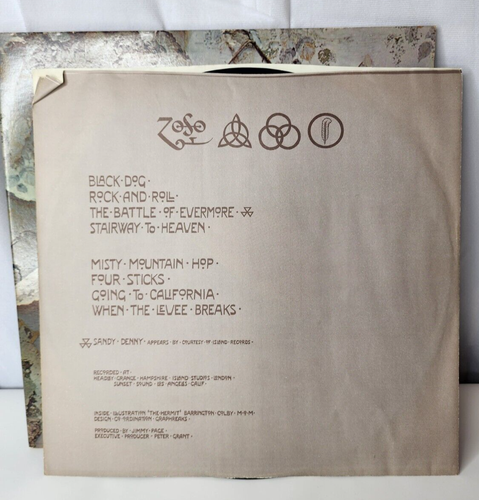 ZoSo
BLACK·DOG·
ROCK·AND·ROLL·
THE·BATTLE·OF·EVERMORE·
STAIRWAY·TO·HEAVEN·
MISTY·MOUNTAIN·HOP·
FOUR·STICKS·
GOING·TO·CALIFORNIA·
WHEN·THE·LEVEE·BREAKS·
SANDY·DENNY·APPEARS·BY·COURTESY·OF·ISLAND·RECORDS·
RECORDED·AT·
HEADLEY·GRANGE·HAMPSHIRE·ISLAND·STUDIOS·LONDON·
SUNSET·SOUND·LOS·ANGELES·CALIF·
INSIDE·ILLUSTRATION·"THE·HERMIT"·BARRINGTON·COLBY·M·O·M·
DESIGN·CO-ORDINATION·GRAPHREAKS·
PRODUCED·BY·JIMMY·PAGE·
EXECUTIVE·PRODUCER·PETER·GRANT·